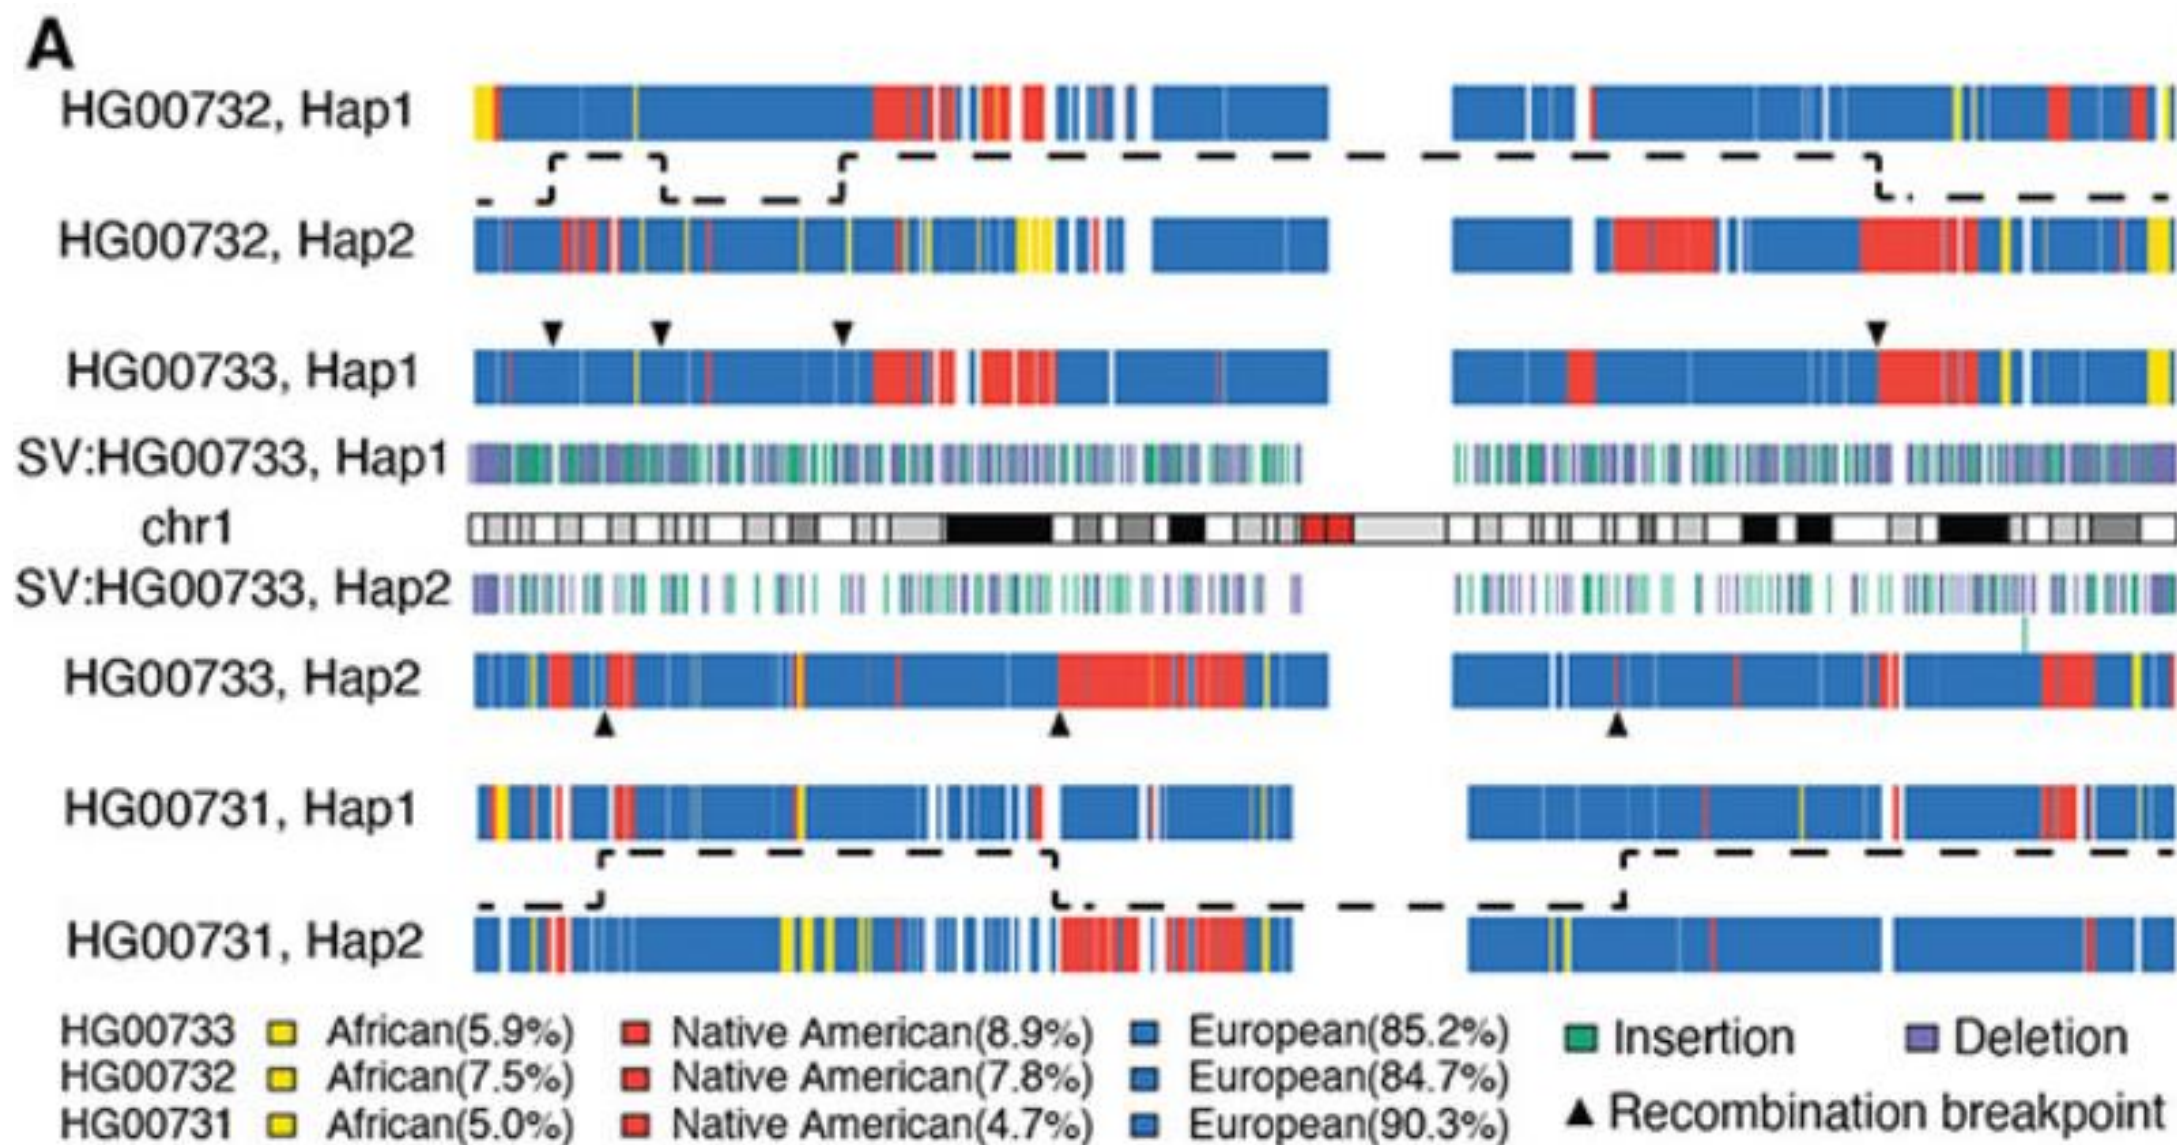 A
HG00732, Hap1
HG00732, Hap2
HG00733, Hap1
SV:HG00733, Hap1
chr1
SV:HG00733, Hap2
HG00733, Hap2
HG00731, Hap1
HG00731, Hap2
HG00733 African(5.9%) Native American(8.9%) European(85.2%) Insertion Deletion
HG00732 African(7.5%) Native American(7.8%) European(84.7%)
HG00731 African(5.0%) Native American(4.7%) European(90.3%) Recombination breakpoint